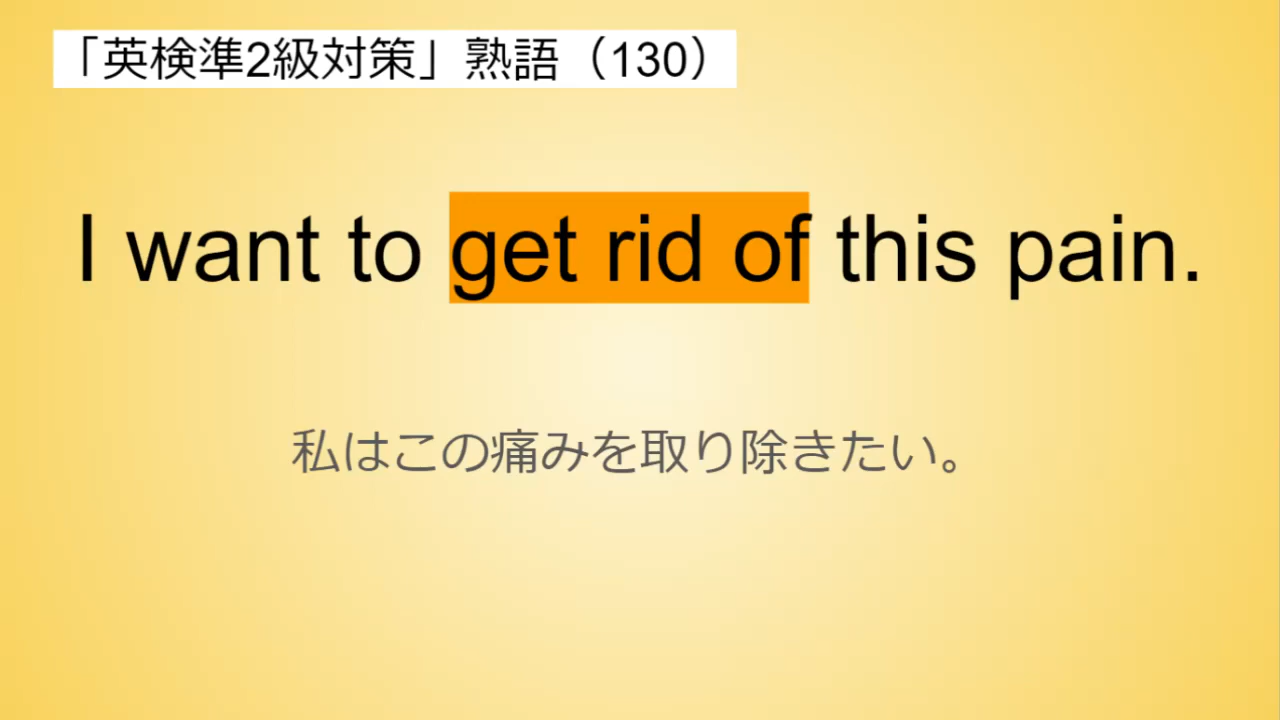 「英検準2級対策」熟語（130）
I want to get rid of this pain.
私はこの痛みを取り除きたい。